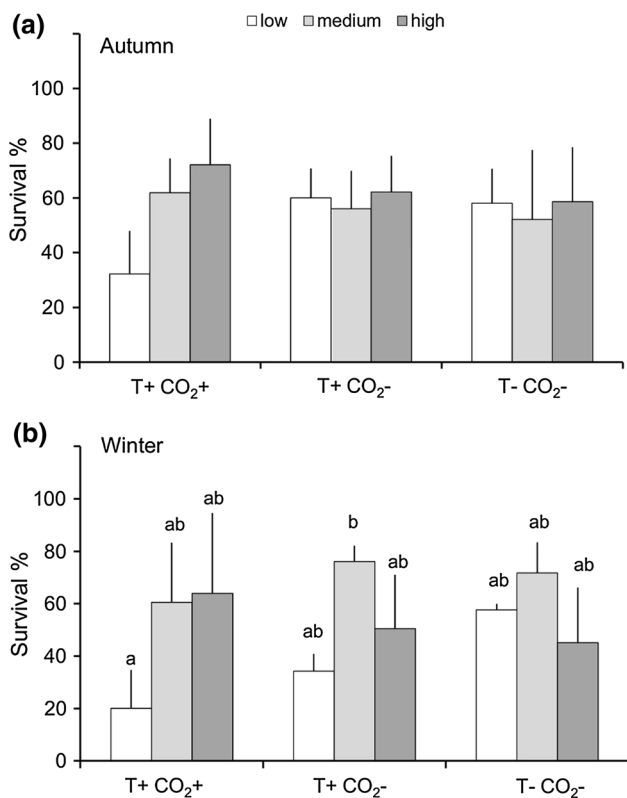 (a)
low medium high
Autumn
100
80
60
40
20
0
Survival %
T+ CO₂+ T+ CO₂- T- CO₂-
(b)
Winter
100
80
60
40
20
0
Survival %
a ab ab ab b ab ab ab ab
T+ CO₂+ T+ CO₂- T- CO₂-